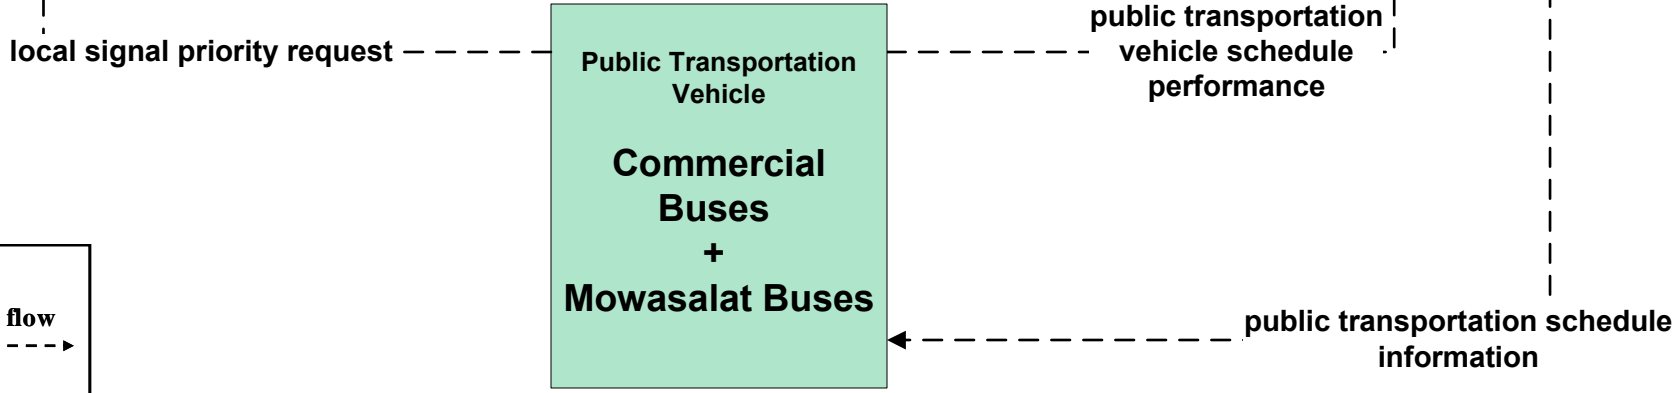 local signal priority request
Public Transportation
Vehicle
Commercial
Buses
+
Mowasalat Buses
public transportation
vehicle schedule
performance
flow
public transportation schedule
information